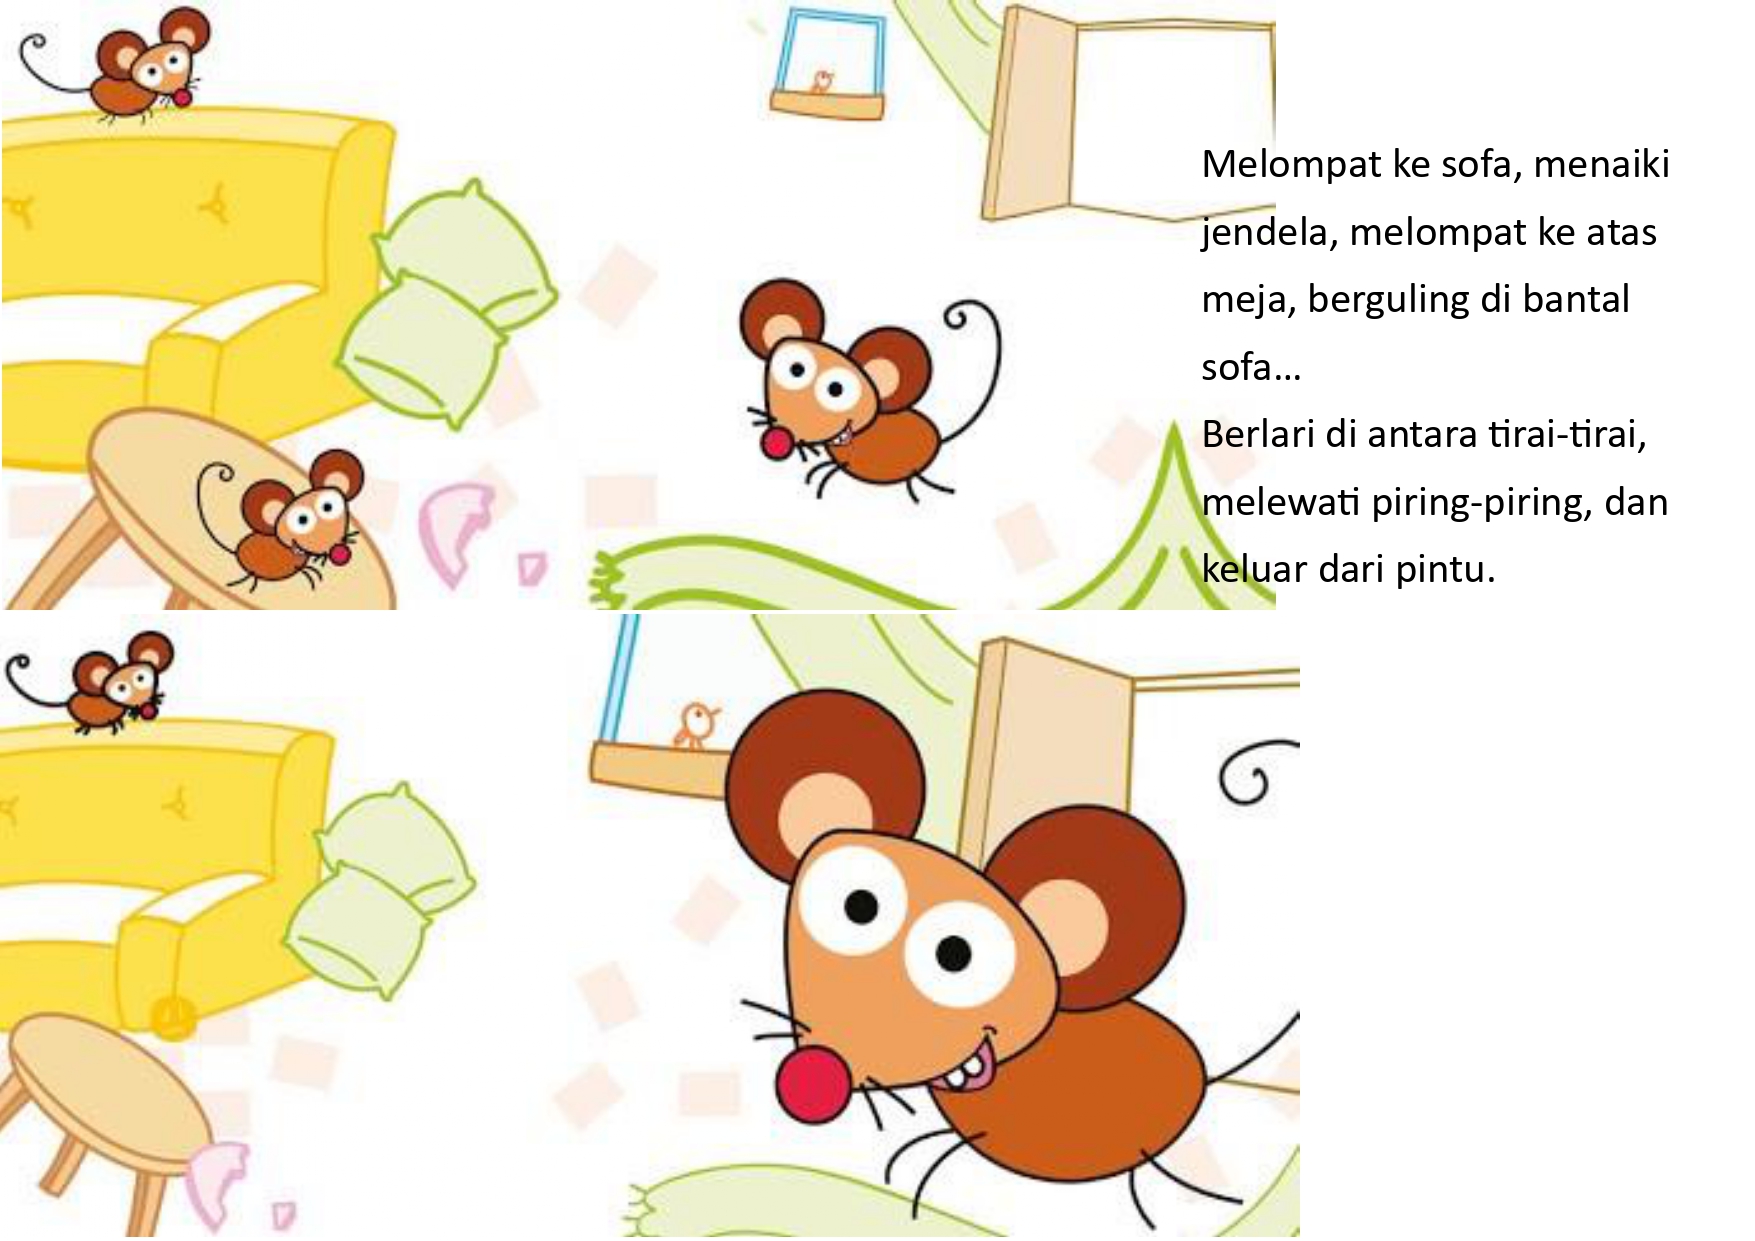 Melompat ke sofa, menaiki
jendela, melompat ke atas
meja, berguling di bantal
sofa...
Berlari di antara tirai-tirai,
melewati piring-piring, dan
keluar dari pintu.